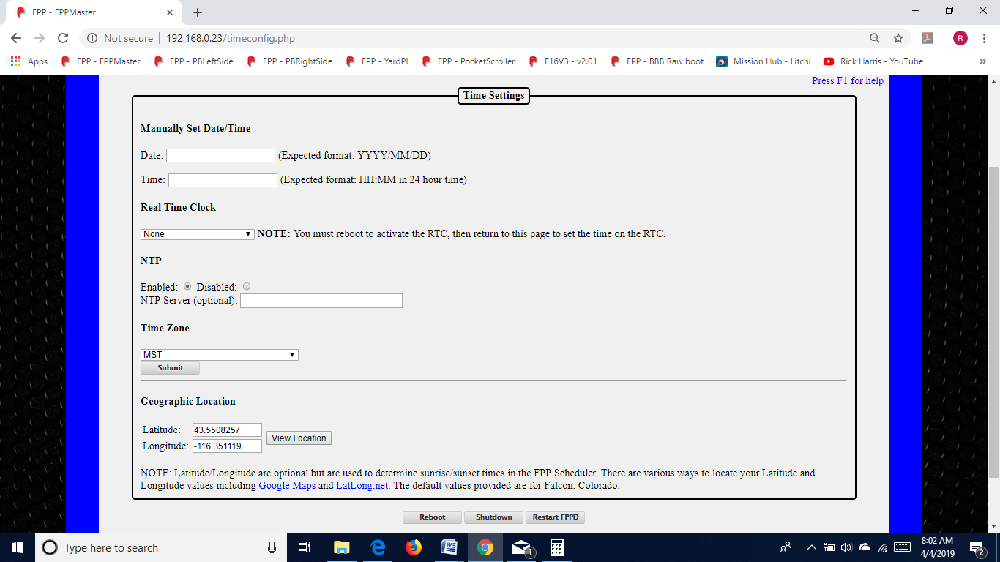 FPP - FPPMaster
Not secure 192.168.0.23/timeconfig.php R
Apps FPP - FPPMaster FPP - PBLeftSide FPP - PBRightSide FPP - YardPI FPP - PocketScroller F16V3 - v2.01 FPP - BBB Raw boot Mission Hub - Litchi Rick Harris - YouTube »
Press F1 for help
Time Settings
Manually Set Date/Time
Date: (Expected format: YYYY/MM/DD)
Time: (Expected format: HH:MM in 24 hour time)
Real Time Clock
None NOTE: You must reboot to activate the RTC, then return to this page to set the time on the RTC.
NTP
Enabled: Disabled:
NTP Server (optional):
Time Zone
MST
Submit
Geographic Location
Latitude: 43.5508257
View Location
Longitude: -116.351119
NOTE: Latitude/Longitude are optional but are used to determine sunrise/sunset times in the FPP Scheduler. There are various ways to locate your Latitude and
Longitude values including Google Maps and LatLong.net. The default values provided are for Falcon, Colorado.
Reboot Shutdown Restart FPPD
Type here to search 1 8:02 AM
4/4/2019 2